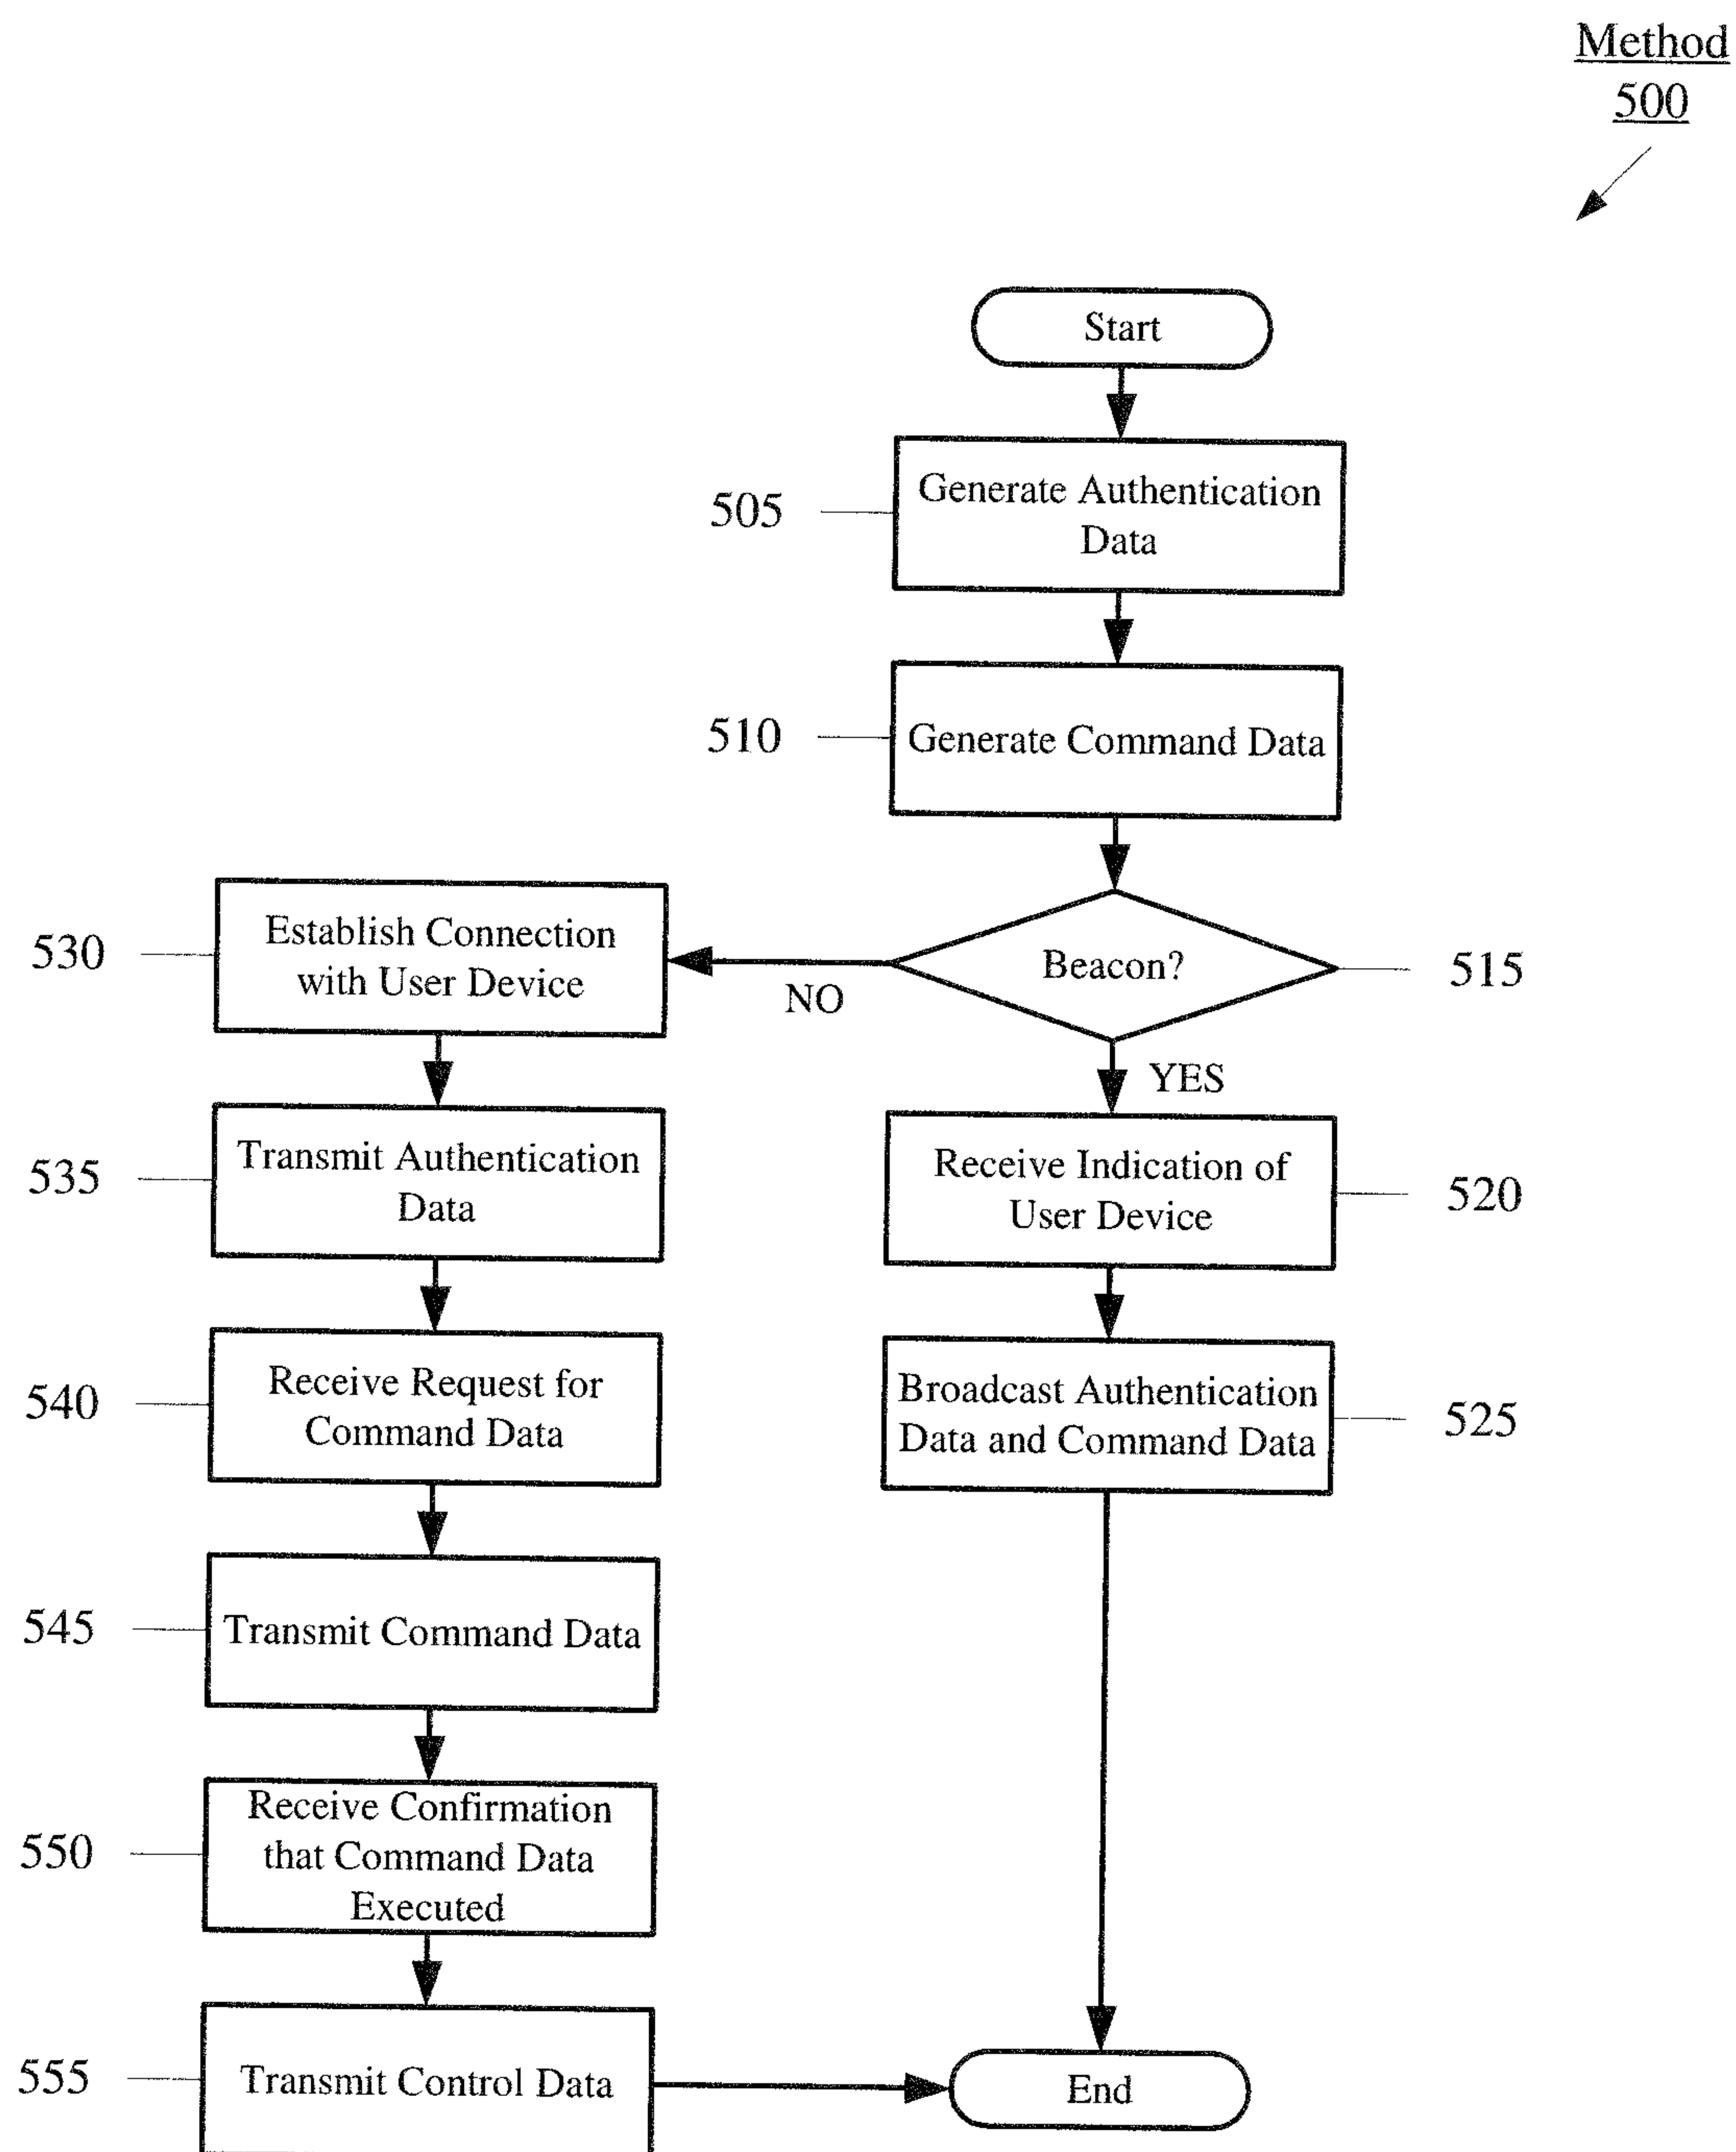 Method
500
Start
505
Generate Authentication
Data
510
Generate Command Data
Beacon?
515
NO
YES
530
Establish Connection
with User Device
535
Transmit Authentication
Data
Receive Indication of
User Device
520
540
Receive Request for
Command Data
Broadcast Authentication
Data and Command Data
525
545
Transmit Command Data
550
Receive Confirmation
that Command Data
Executed
555
Transmit Control Data
End